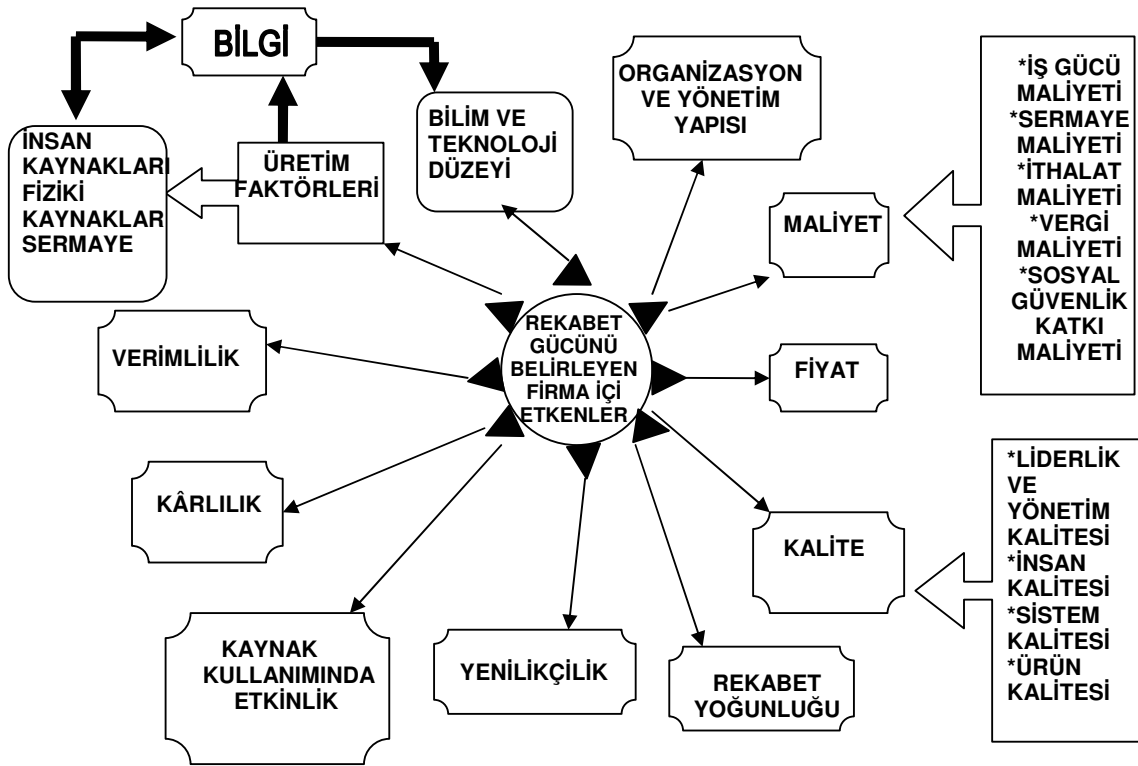 BİLGİ
İNSAN
KAYNAKLARI
FİZİKİ
KAYNAKLAR
SERMAYE
ÜRETİM
FAKTÖRLERİ
BİLİM VE
TEKNOLOJİ
DÜZEYİ
ORGANİZASYON
VE YÖNETİM
YAPISI
MALİYET
*İŞ GÜCÜ
MALİYETİ
*SERMAYE
MALİYETİ
*İTHALAT
MALİYETİ
*VERGİ
MALİYETİ
*SOSYAL
GÜVENLİK
KATKI
MALİYETİ
VERİMLİLİK
REKABET
GÜCÜNÜ
BELİRLEYEN
FİRMA İÇİ
ETKENLER
FİYAT
KÂRLILIK
KALİTE
*LİDERLİK
VE
YÖNETİM
KALİTESİ
*İNSAN
KALİTESİ
*SİSTEM
KALİTESİ
*ÜRÜN
KALİTESİ
KAYNAK
KULLANIMINDA
ETKİNLİK
YENİLİKÇİLİK
REKABET
YOĞUNLUĞU